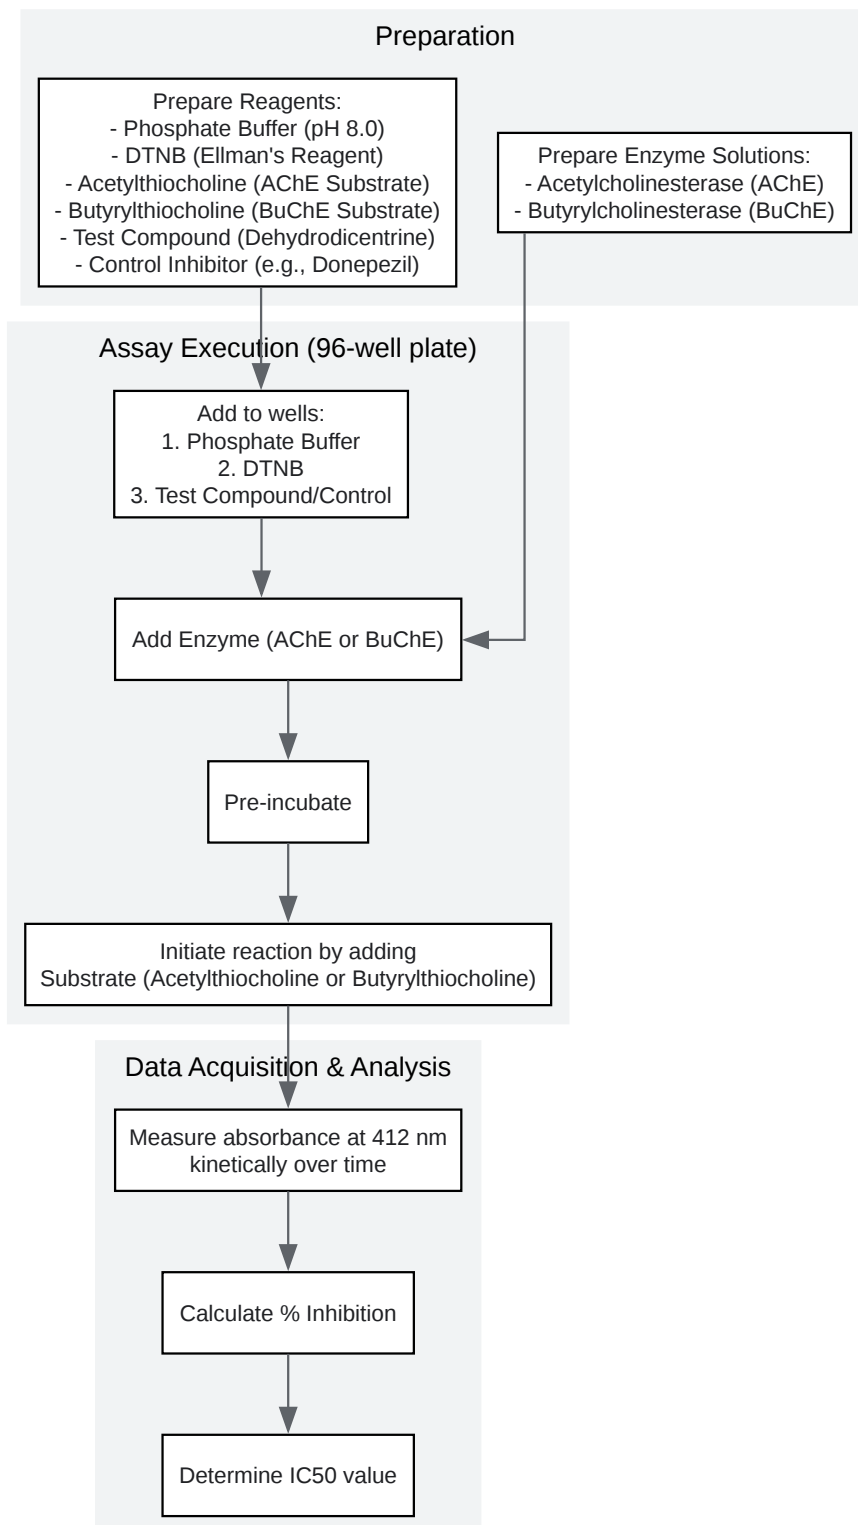 Preparation
Prepare Reagents:
- Phosphate Buffer (pH 8.0)
- DTNB (Ellman's Reagent)
- Acetylthiocholine (AChE Substrate)
- Butyrylthiocholine (BuChE Substrate)
- Test Compound (Dehydrodicentrine)
- Control Inhibitor (e.g., Donepezil)
Prepare Enzyme Solutions:
- Acetylcholinesterase (AChE)
- Butyrylcholinesterase (BuChE)
Assay Execution (96-well plate)
Add to wells:
1. Phosphate Buffer
2. DTNB
3. Test Compound/Control
Add Enzyme (AChE or BuChE)
Pre-incubate
Initiate reaction by adding
Substrate (Acetylthiocholine or Butyrylthiocholine)
Data Acquisition & Analysis
Measure absorbance at 412 nm
kinetically over time
Calculate % Inhibition
Determine IC50 value